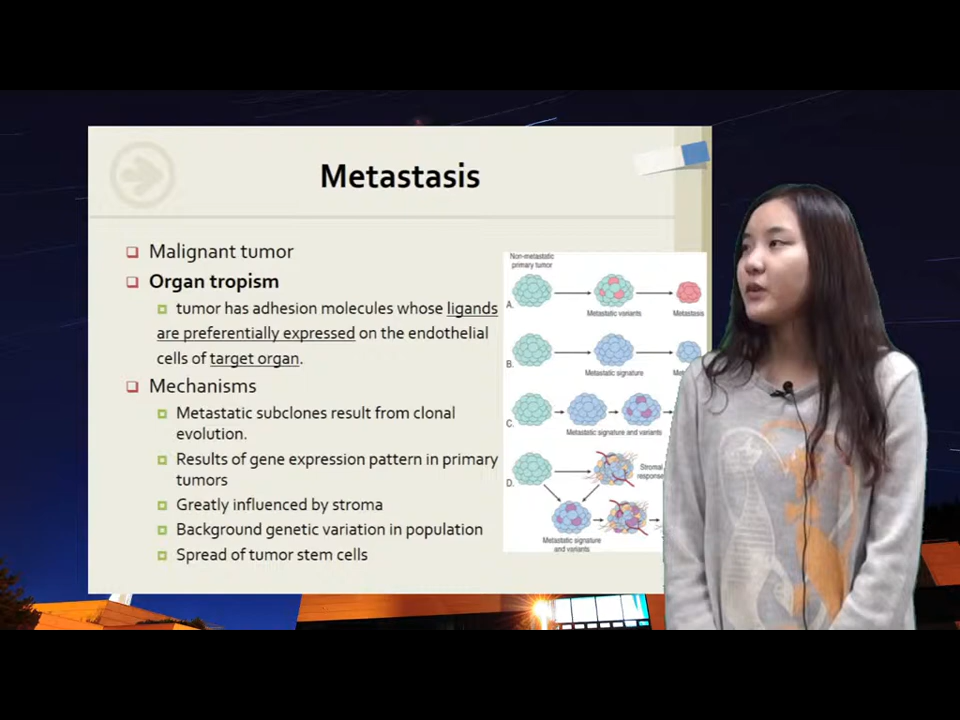 Metastasis
Malignant tumor
Organ tropism
tumor has adhesion molecules whose ligands
are preferentially expressed on the endothelial
cells of target organ.
Mechanisms
Metastatic subclones result from clonal
evolution.
Results of gene expression pattern in primary
tumors
Greatly influenced by stroma
Background genetic variation in population
Spread of tumor stem cells
Non-metastatic
primary tumor
A.
Metastatic variants
Metastasis
B.
Metastatic signature
C.
Metastatic signature and variants
D.
Stromal
Metastatic signature
and variants